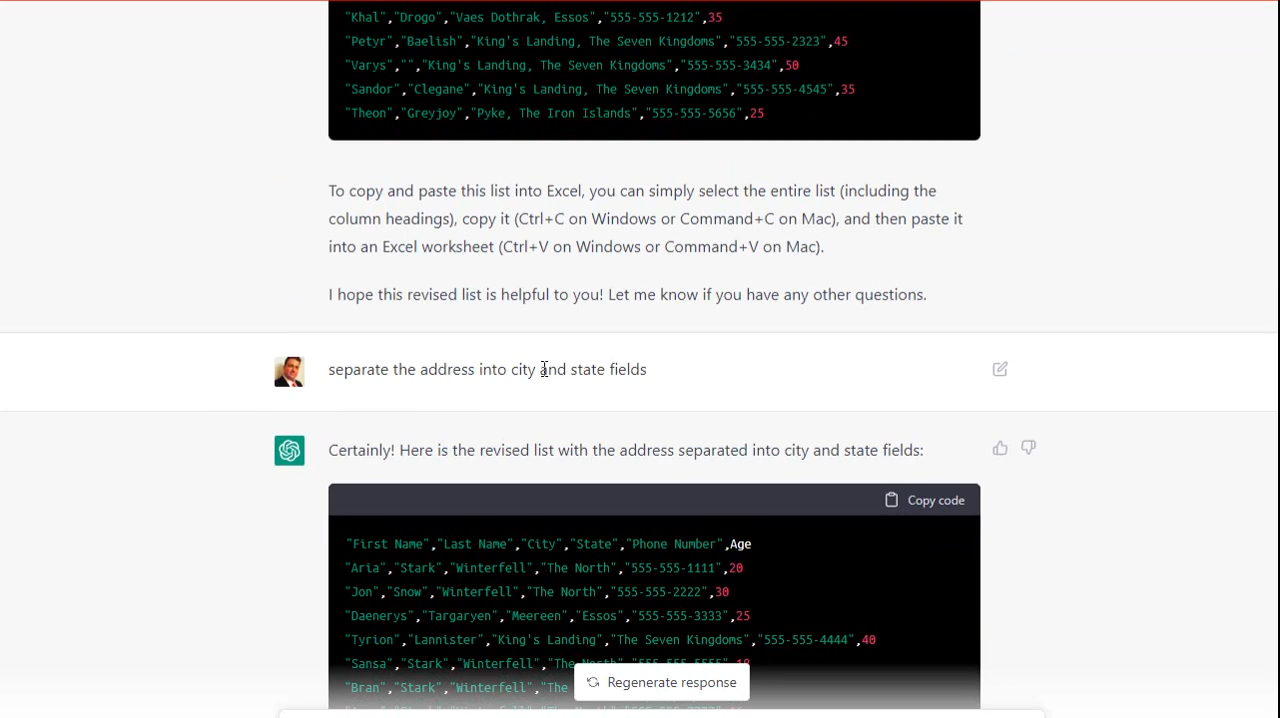 "Khal","Drogo","Vaes Dothrak, Essos","555-555-1212",35
"Petyr","Baelish","King's Landing, The Seven Kingdoms","555-555-2323",45
"Varys","","King's Landing, The Seven Kingdoms","555-555-3434",50
"Sandor","Clegane","King's Landing, The Seven Kingdoms","555-555-4545",35
"Theon","Greyjoy","Pyke, The Iron Islands","555-555-5656",25
To copy and paste this list into Excel, you can simply select the entire list (including the
column headings), copy it (Ctrl+C on Windows or Command+C on Mac), and then paste it
into an Excel worksheet (Ctrl+V on Windows or Command+V on Mac).
I hope this revised list is helpful to you! Let me know if you have any other questions.
separate the address into city and state fields
Certainly! Here is the revised list with the address separated into city and state fields:
Copy code
"First Name","Last Name","City","State","Phone Number",Age
"Aria","Stark","Winterfell","The North","555-555-1111",20
"Jon","Snow","Winterfell","The North","555-555-2222",30
"Daenerys","Targaryen","Meereen","Essos","555-555-3333",25
"Tyrion","Lannister","King's Landing","The Seven Kingdoms","555-555-4444",40
"Sansa","Stark","Winterfell","The
"Bran","Stark","Winterfell","The
Regenerate response